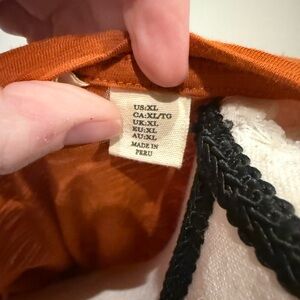 US:XL
CA:XL/TG
UK:XL
EU:XL
AU:XL
MADE IN
PERU